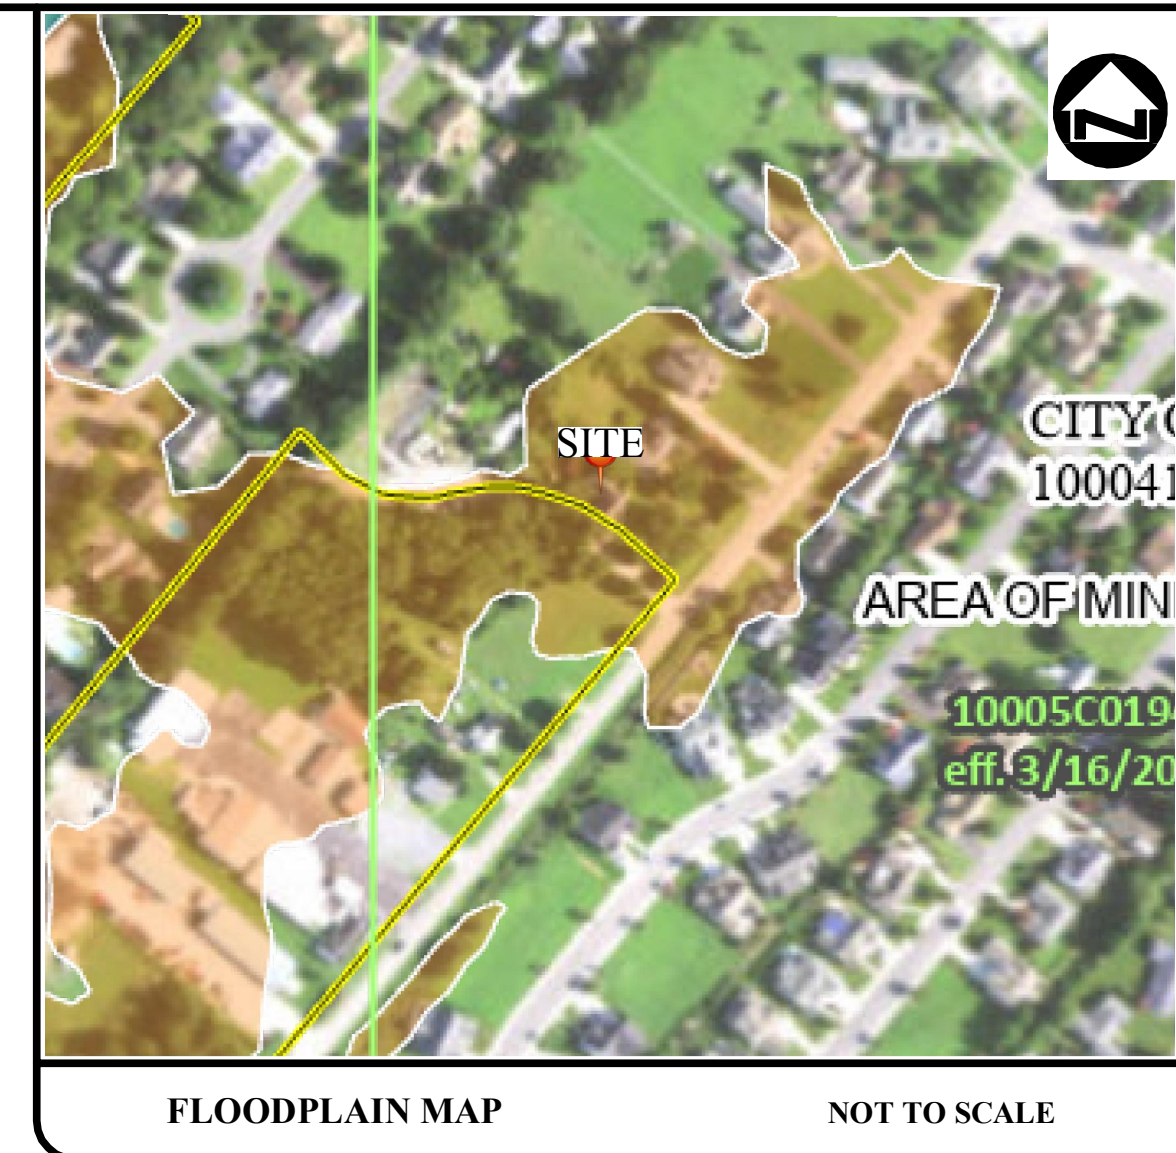 N
SITE
CITY
100041
AREA OF MIN
10005C019
eff. 3/16/20
FLOODPLAIN MAP
NOT TO SCALE